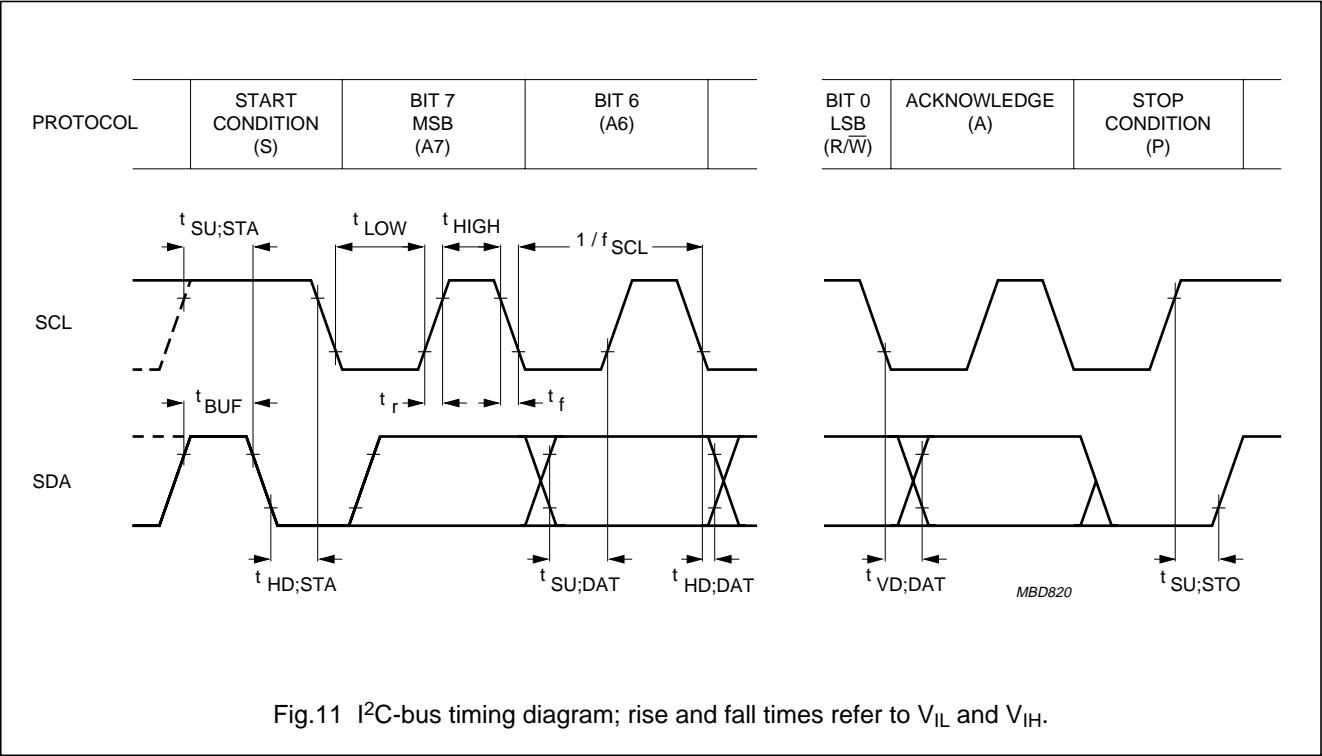 PROTOCOL
START
CONDITION
(S)
BIT 7
MSB
(A7)
BIT 6
(A6)
BIT 0
LSB
(R/W̅)
ACKNOWLEDGE
(A)
STOP
CONDITION
(P)
t SU;STA
t LOW
t HIGH
1 / f SCL
SCL
t BUF
t r
t f
SDA
t HD;STA
t SU;DAT
t HD;DAT
t VD;DAT
MBD820
t SU;STO
Fig.11 I²C-bus timing diagram; rise and fall times refer to V_IL and V_IH.